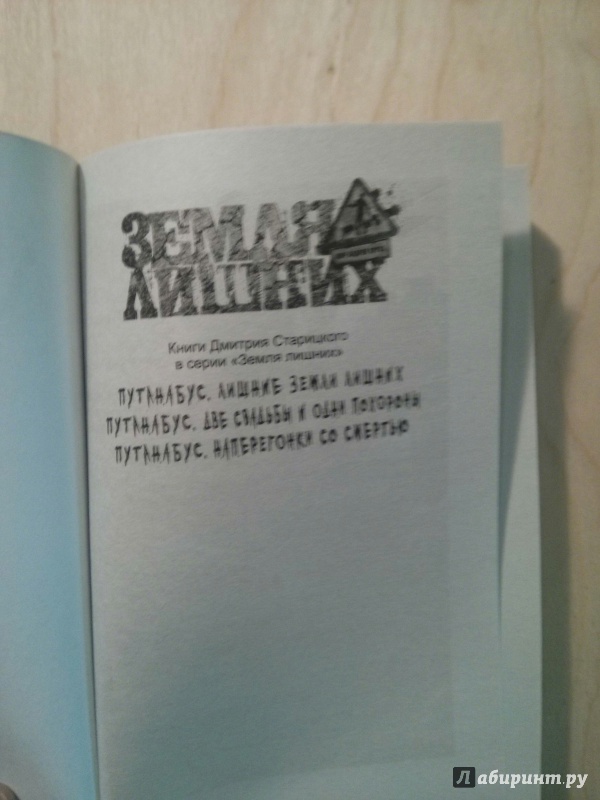 ЗЕМЛЯ
ЛИШНИХ
Книги Дмитрия Старицкого
в серии «Земля лишних»
ПУТАНАБУС. ЛИШНИЕ ЗЕМЛИ ЛИШНИХ
ПУТАНАБУС. ДВЕ СВАДЬБЫ И ОДНИ ПОХОРОНЫ
ПУТАНАБУС. НАПЕРЕГОНКИ СО СМЕРТЬЮ
Лабиринт.ру